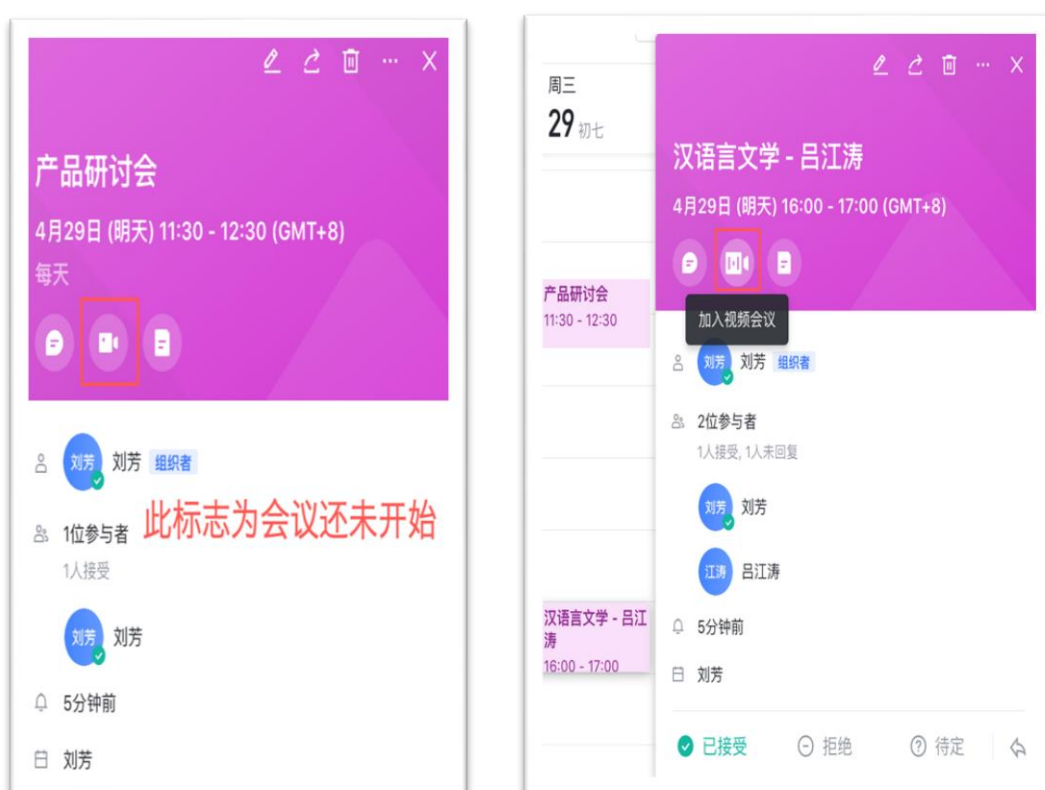 产品研讨会
4月29日 (明天) 11:30 - 12:30 (GMT+8)
每天
刘芳 刘芳 组织者
此标志为会议还未开始
1位参与者
1人接受
刘芳 刘芳
5分钟前
刘芳
周三
29 初七
产品研讨会
11:30 - 12:30
汉语言文学 - 吕江
涛
16:00 - 17:00
汉语言文学 - 吕江涛
4月29日 (明天) 16:00 - 17:00 (GMT+8)
加入视频会议
刘芳 刘芳 组织者
2位参与者
1人接受, 1人未回复
刘芳 刘芳
江涛 吕江涛
5分钟前
刘芳
已接受 拒绝 待定